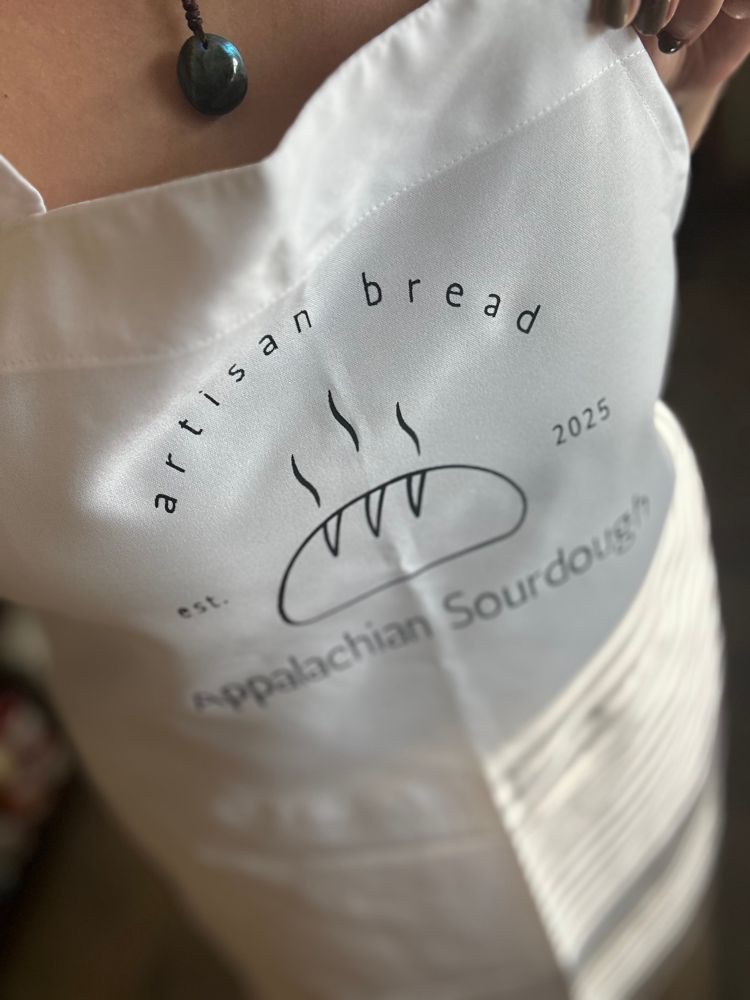 artisan bread
est. 2025
Appalachian Sourdough